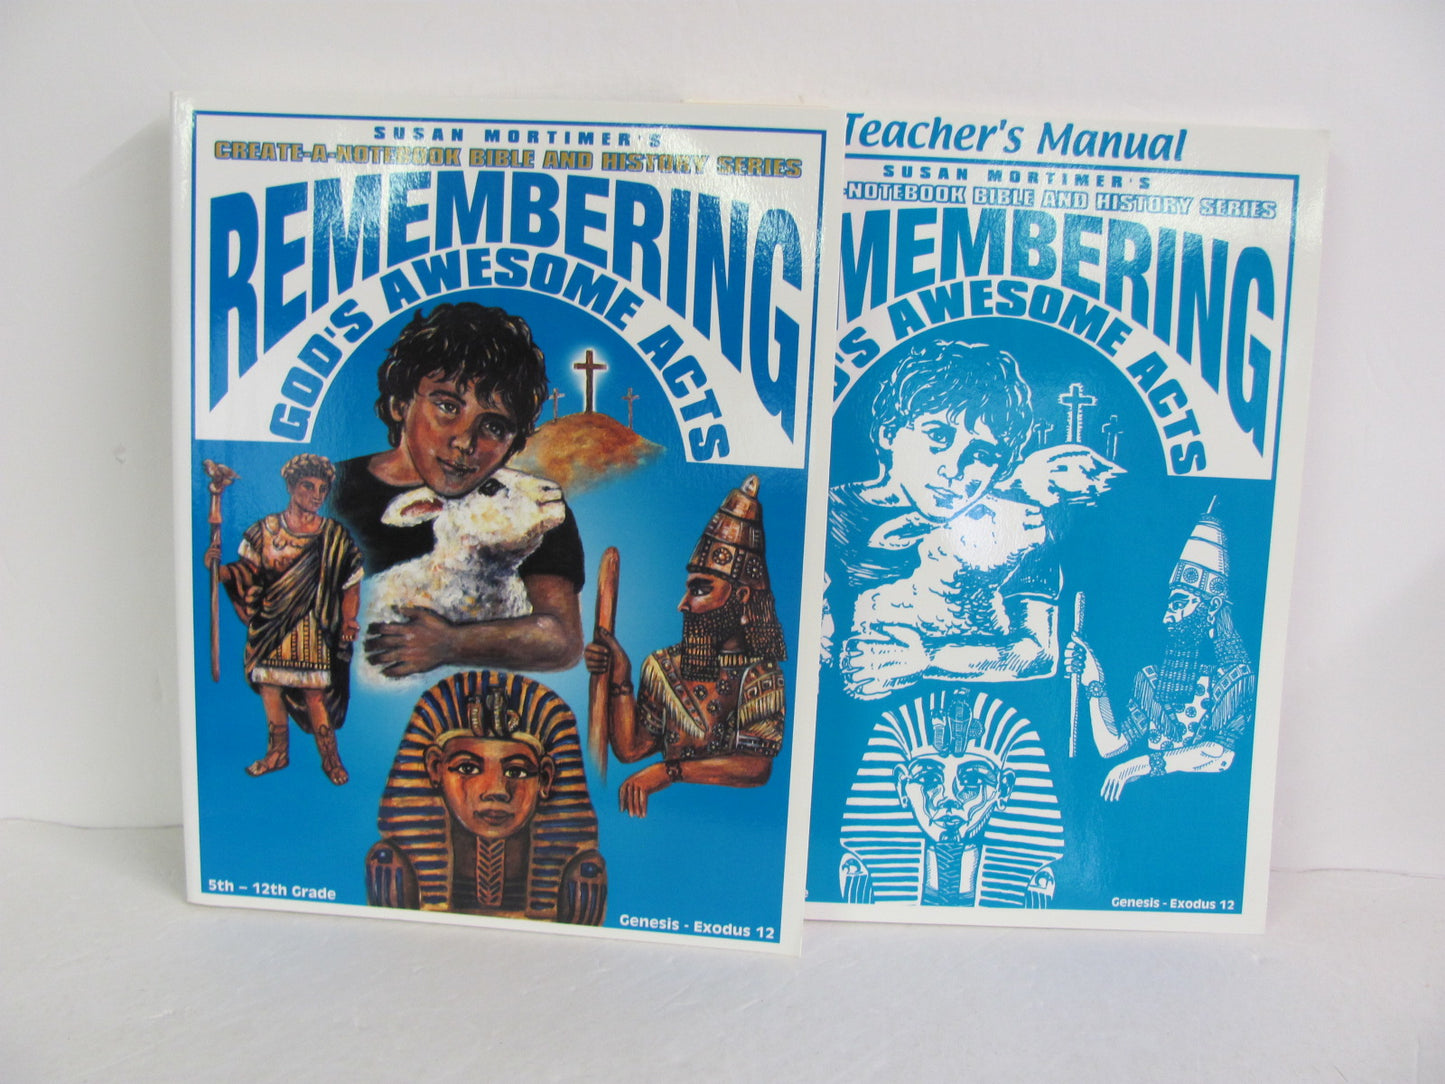 SUSAN MORTIMER'S
CREATE-A-NOTEBOOK BIBLE AND HISTORY SERIES
REMEMBERING
GOD'S AWESOME ACTS
5th – 12th Grade
Genesis - Exodus 12
Teacher's Manual
SUSAN MORTIMER'S
-NOTEBOOK BIBLE AND HISTORY SERIES
MEMBERING
'S AWESOME ACTS
Genesis - Exodus 12